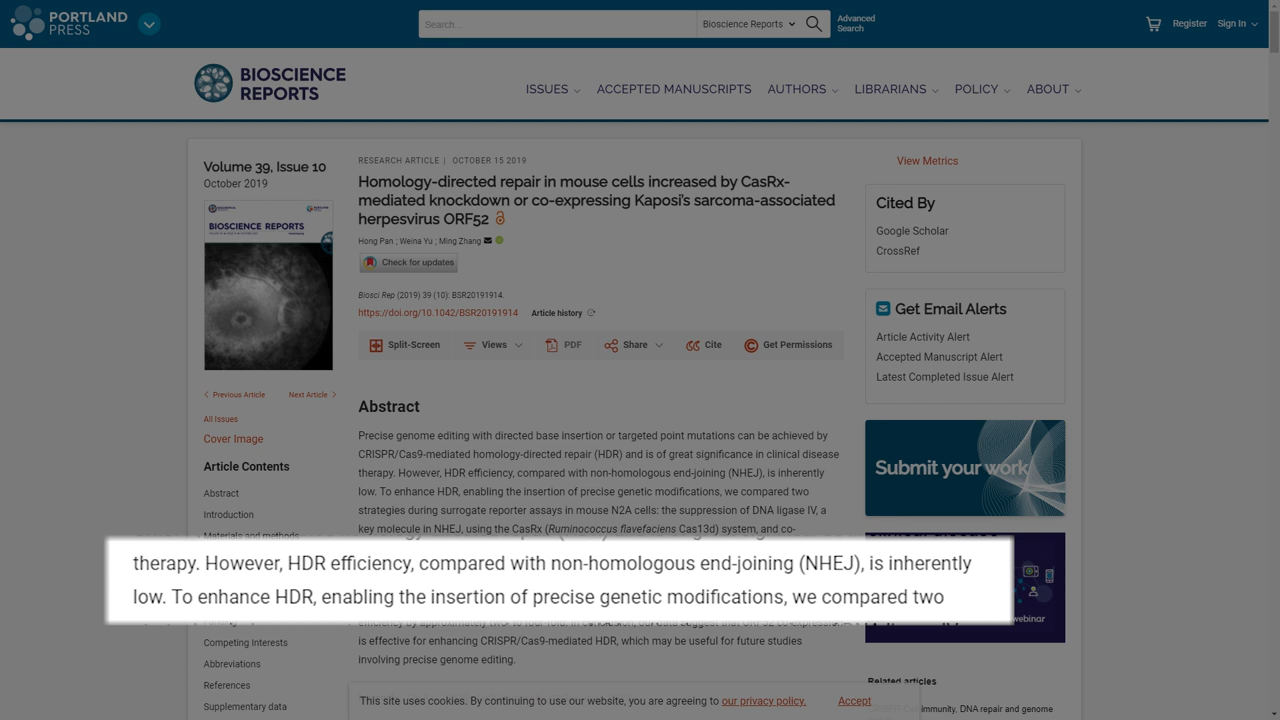 PORTLAND
PRESS
Search...
Bioscience Reports
Advanced
Search
Register
Sign In
BIOSCIENCE
REPORTS
ISSUES
ACCEPTED MANUSCRIPTS
AUTHORS
LIBRARIANS
POLICY
ABOUT
Volume 39, Issue 10
October 2019
BIOSCIENCE REPORTS
Previous Article
Next Article
All Issues
Cover Image
Article Contents
Abstract
Introduction
Materials and methods
Competing Interests
Abbreviations
References
Supplementary data
RESEARCH ARTICLE | OCTOBER 15 2019
Homology-directed repair in mouse cells increased by CasRx-
mediated knockdown or co-expressing Kaposi's sarcoma-associated
herpesvirus ORF52
Hong Pan ; Weina Yu ; Ming Zhang
Check for updates
Biosci Rep (2019) 39 (10): BSR20191914.
https://doi.org/10.1042/BSR20191914
Article history
Split-Screen
Views
PDF
Share
Cite
Get Permissions
Abstract
Precise genome editing with directed base insertion or targeted point mutations can be achieved by
CRISPR/Cas9-mediated homology-directed repair (HDR) and is of great significance in clinical disease
therapy. However, HDR efficiency, compared with non-homologous end-joining (NHEJ), is inherently
low. To enhance HDR, enabling the insertion of precise genetic modifications, we compared two
strategies during surrogate reporter assays in mouse N2A cells: the suppression of DNA ligase IV, a
key molecule in NHEJ, using the CasRx (Ruminococcus flavefaciens Cas13d) system, and co-
therapy. However, HDR efficiency, compared with non-homologous end-joining (NHEJ), is inherently
low. To enhance HDR, enabling the insertion of precise genetic modifications, we compared two
is effective for enhancing CRISPR/Cas9-mediated HDR, which may be useful for future studies
involving precise genome editing.
This site uses cookies. By continuing to use our website, you are agreeing to our privacy policy.
Accept
View Metrics
Cited By
Google Scholar
CrossRef
Get Email Alerts
Article Activity Alert
Accepted Manuscript Alert
Latest Completed Issue Alert
Submit your work
webinar
Related articles
immunity, DNA repair and genome